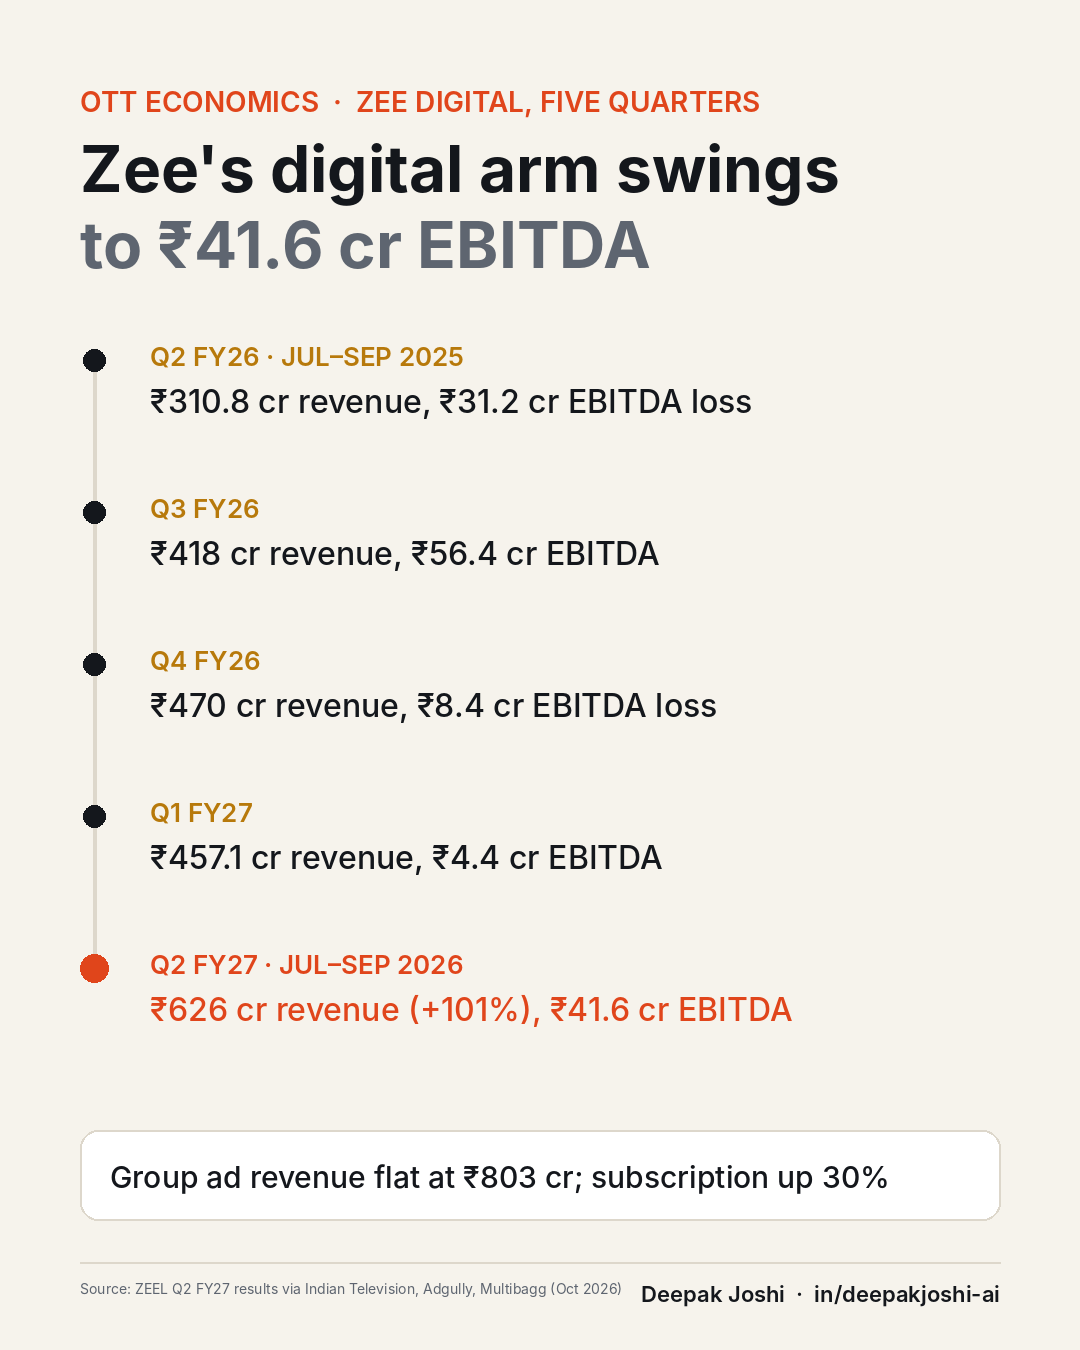 OTT ECONOMICS · ZEE DIGITAL, FIVE QUARTERS
Zee's digital arm swings
to ₹41.6 cr EBITDA
Q2 FY26 · JUL–SEP 2025
₹310.8 cr revenue, ₹31.2 cr EBITDA loss
Q3 FY26
₹418 cr revenue, ₹56.4 cr EBITDA
Q4 FY26
₹470 cr revenue, ₹8.4 cr EBITDA loss
Q1 FY27
₹457.1 cr revenue, ₹4.4 cr EBITDA
Q2 FY27 · JUL–SEP 2026
₹626 cr revenue (+101%), ₹41.6 cr EBITDA
Group ad revenue flat at ₹803 cr; subscription up 30%
Source: ZEEL Q2 FY27 results via Indian Television, Adgully, Multibagg (Oct 2026)
Deepak Joshi · in/deepakjoshi-ai